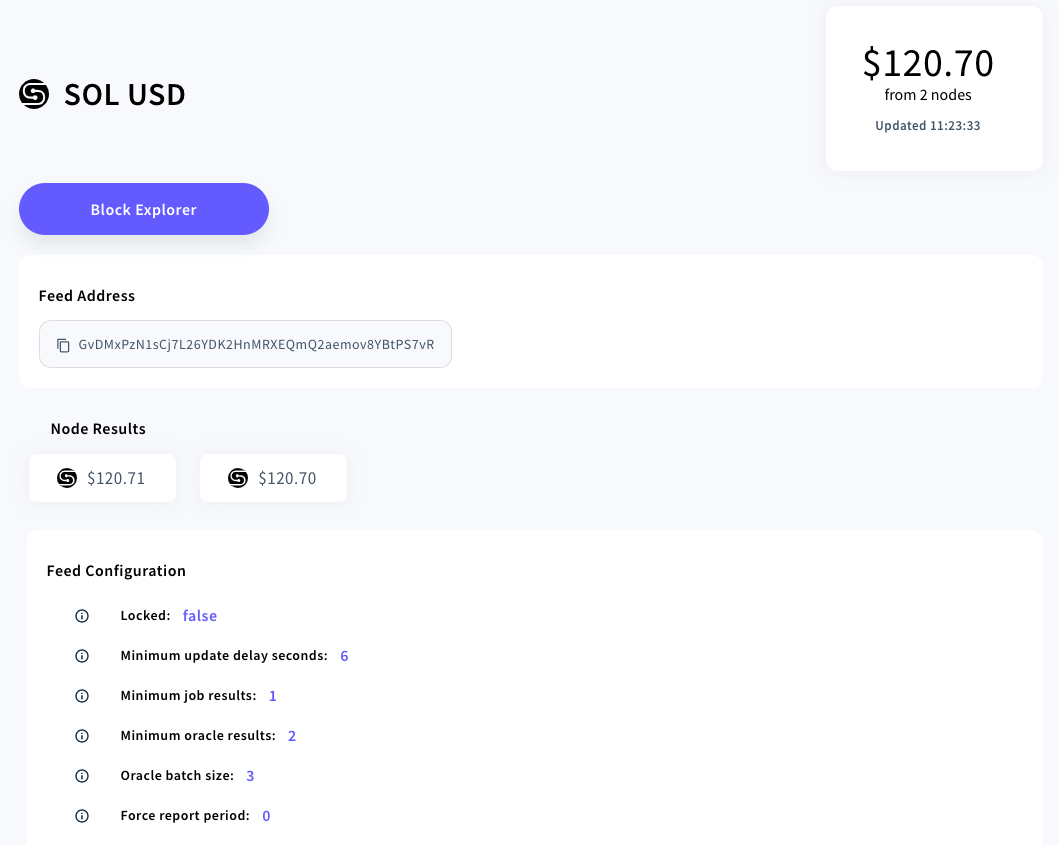 SOL USD
$120.70
from 2 nodes
Updated 11:23:33
Block Explorer
Feed Address
GvDMxPzN1sCj7L26YDK2HnMRXEQmQ2aemov8YBtPS7vR
Node Results
$120.71
$120.70
Feed Configuration
Locked: false
Minimum update delay seconds: 6
Minimum job results: 1
Minimum oracle results: 2
Oracle batch size: 3
Force report period: 0